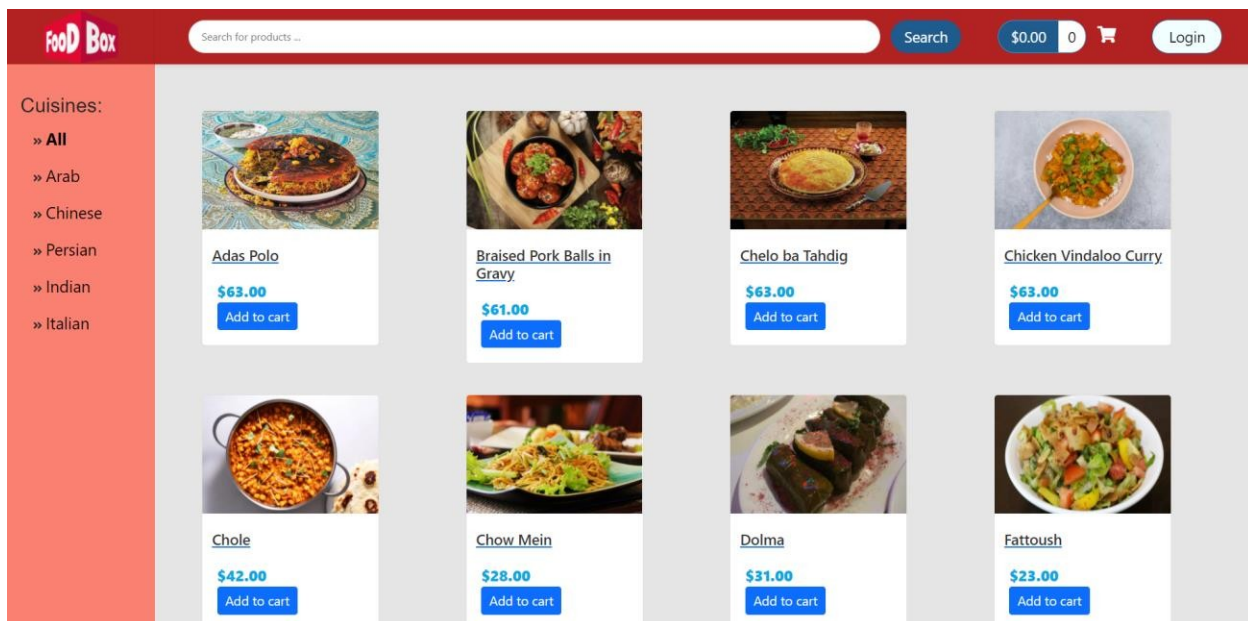 FooD Box
Search for products ...
Search
$0.00 0
Login
Cuisines:
» All
» Arab
» Chinese
» Persian
» Indian
» Italian
Adas Polo
$63.00
Add to cart
Braised Pork Balls in
Gravy
$61.00
Add to cart
Chelo ba Tahdig
$63.00
Add to cart
Chicken Vindaloo Curry
$63.00
Add to cart
Chole
$42.00
Add to cart
Chow Mein
$28.00
Add to cart
Dolma
$31.00
Add to cart
Fattoush
$23.00
Add to cart